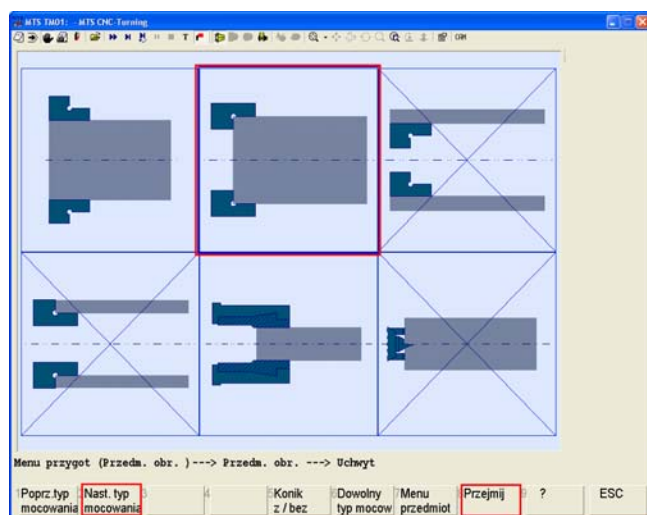 MTS TM01: - MTS CNC-Turning
T
CRM
Menu przygot (Przedm. obr. )---> Przedm. obr. ---> Uchwyt
1 Poprz.typ mocowania
2 Nast. typ mocowania
3
4
5 Konik z / bez
6 Dowolny typ mocow
7 Menu przedmiot
8 Przejmij
9 ?
ESC